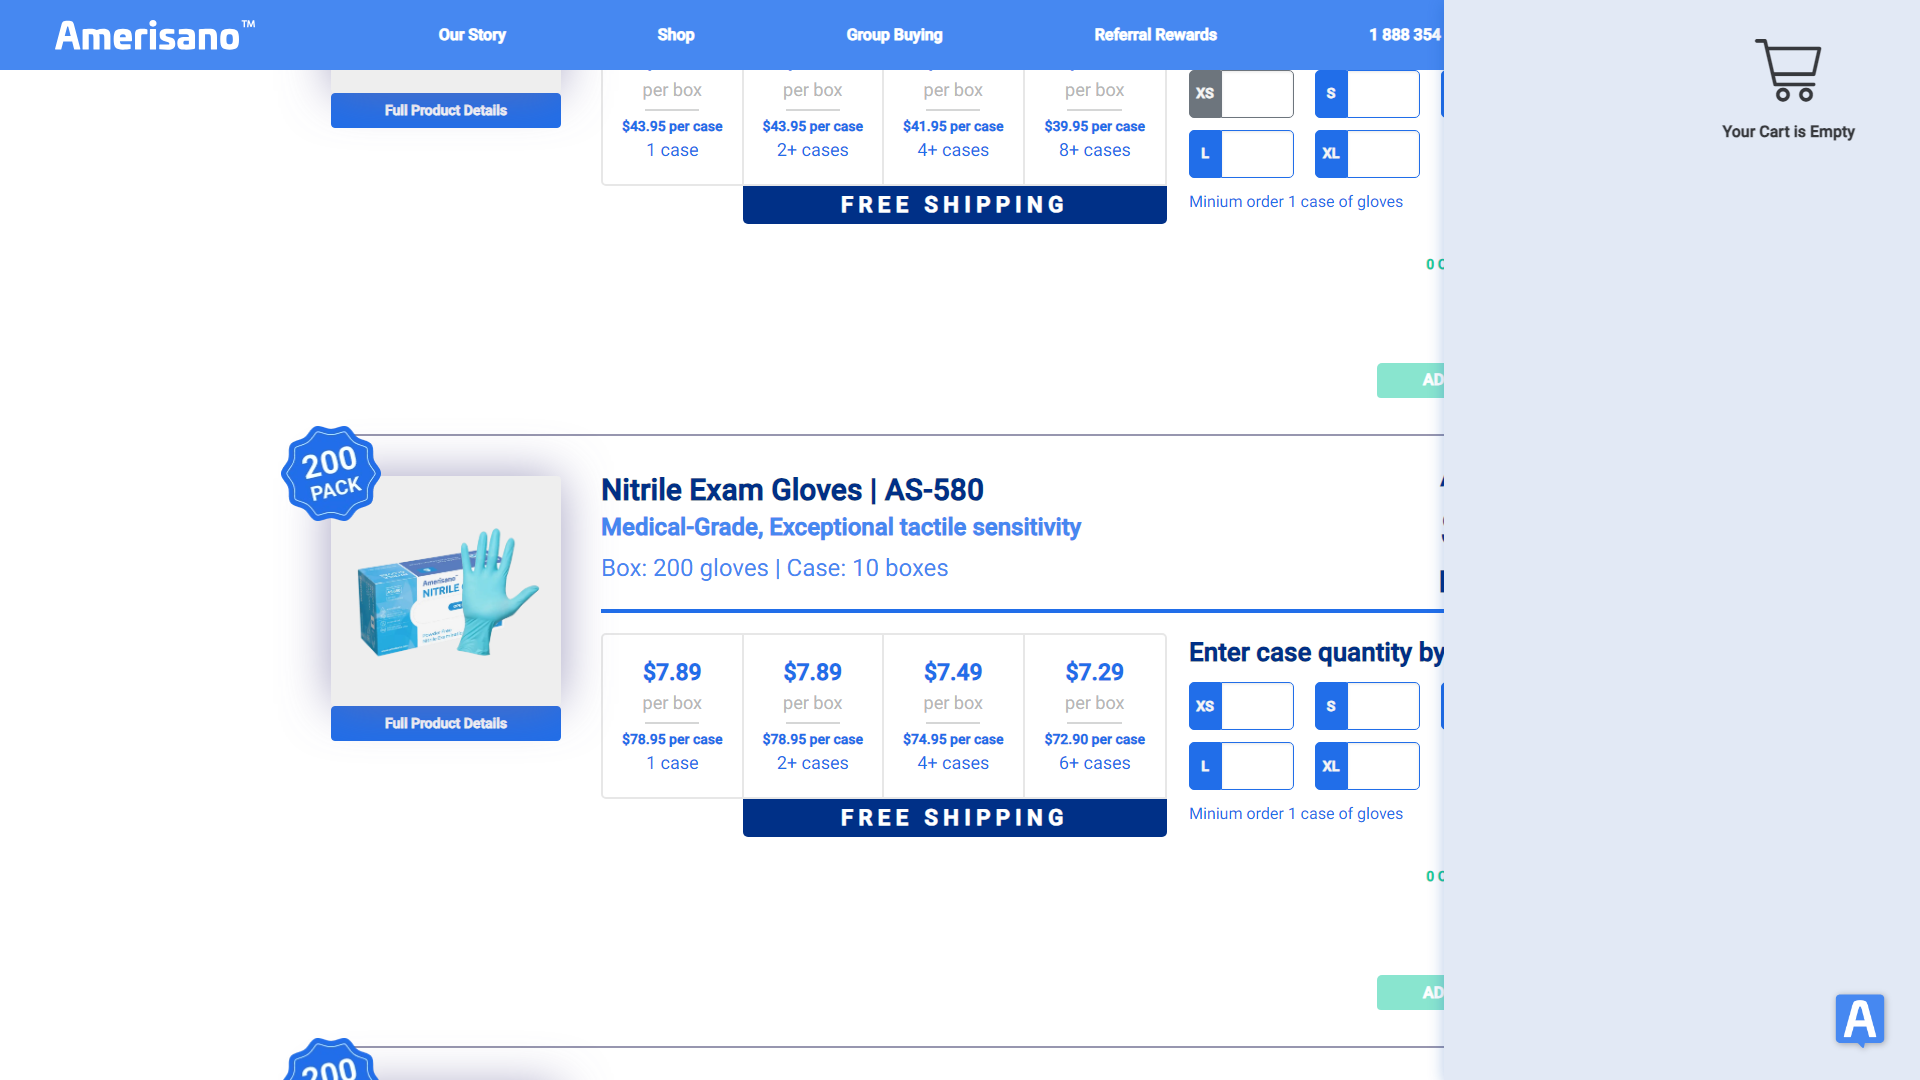 Amerisano™
Our Story
Shop
Group Buying
Referral Rewards
1 888 354
Your Cart is Empty
Full Product Details
per box
$43.95 per case
1 case
per box
$43.95 per case
2+ cases
per box
$41.95 per case
4+ cases
per box
$39.95 per case
8+ cases
FREE SHIPPING
XS
S
L
XL
Minium order 1 case of gloves
0
AD
200
PACK
Amerisano
NITRILE
Full Product Details
Nitrile Exam Gloves | AS-580
Medical-Grade, Exceptional tactile sensitivity
Box: 200 gloves | Case: 10 boxes
$7.89
per box
$78.95 per case
1 case
$7.89
per box
$78.95 per case
2+ cases
$7.49
per box
$74.95 per case
4+ cases
$7.29
per box
$72.90 per case
6+ cases
FREE SHIPPING
Enter case quantity by
XS
S
L
XL
Minium order 1 case of gloves
0
AD
200
A